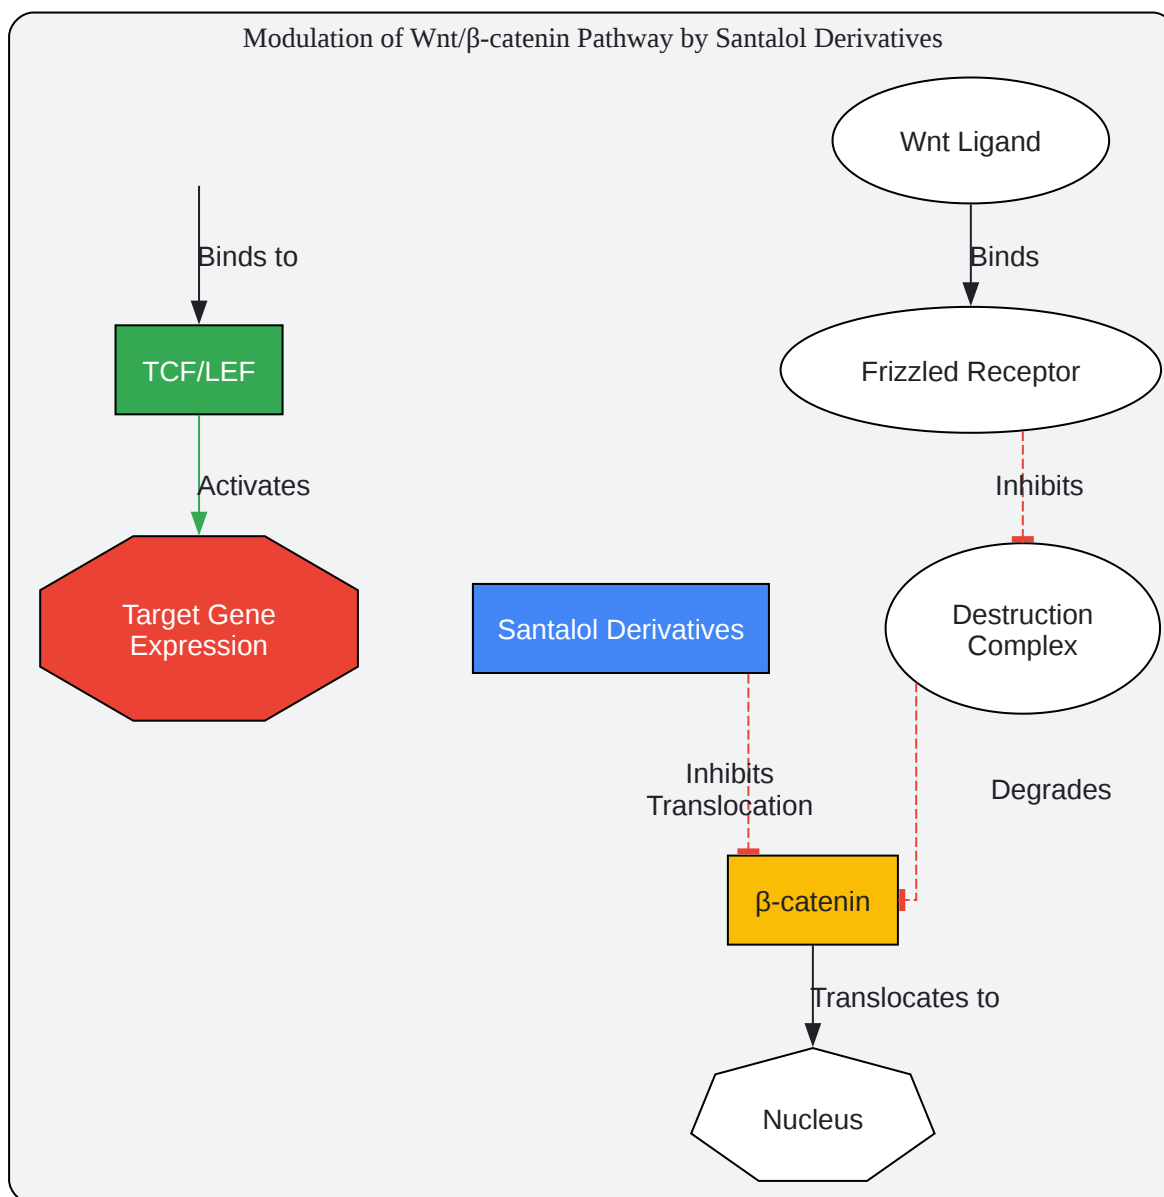 Modulation of Wnt/β-catenin Pathway by Santalol Derivatives
Wnt Ligand
Binds to
Binds
TCF/LEF
Frizzled Receptor
Activates
Inhibits
Target Gene
Expression
Santalol Derivatives
Destruction
Complex
Inhibits
Translocation
Degrades
β-catenin
Translocates to
Nucleus